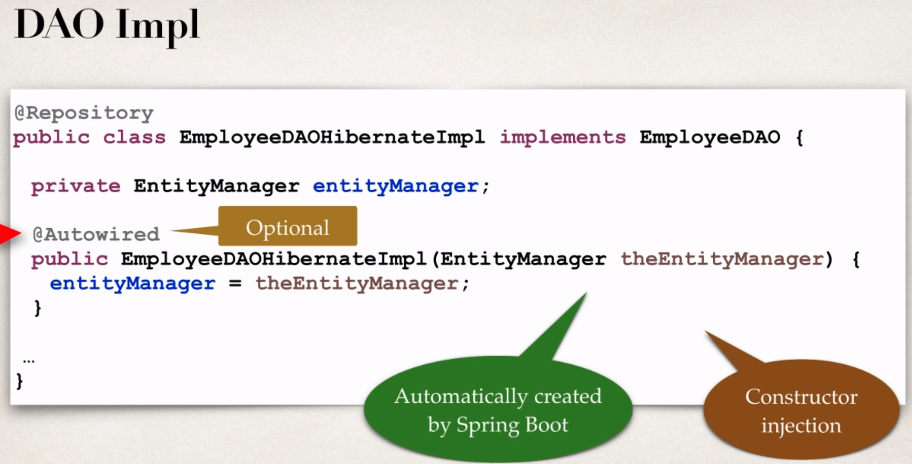 DAO Impl
@Repository
public class EmployeeDAOHibernateImpl implements EmployeeDAO {
private EntityManager entityManager;
@Autowired
Optional
public EmployeeDAOHibernateImpl(EntityManager theEntityManager) {
entityManager = theEntityManager;
}
…
}
Automatically created
by Spring Boot
Constructor
injection